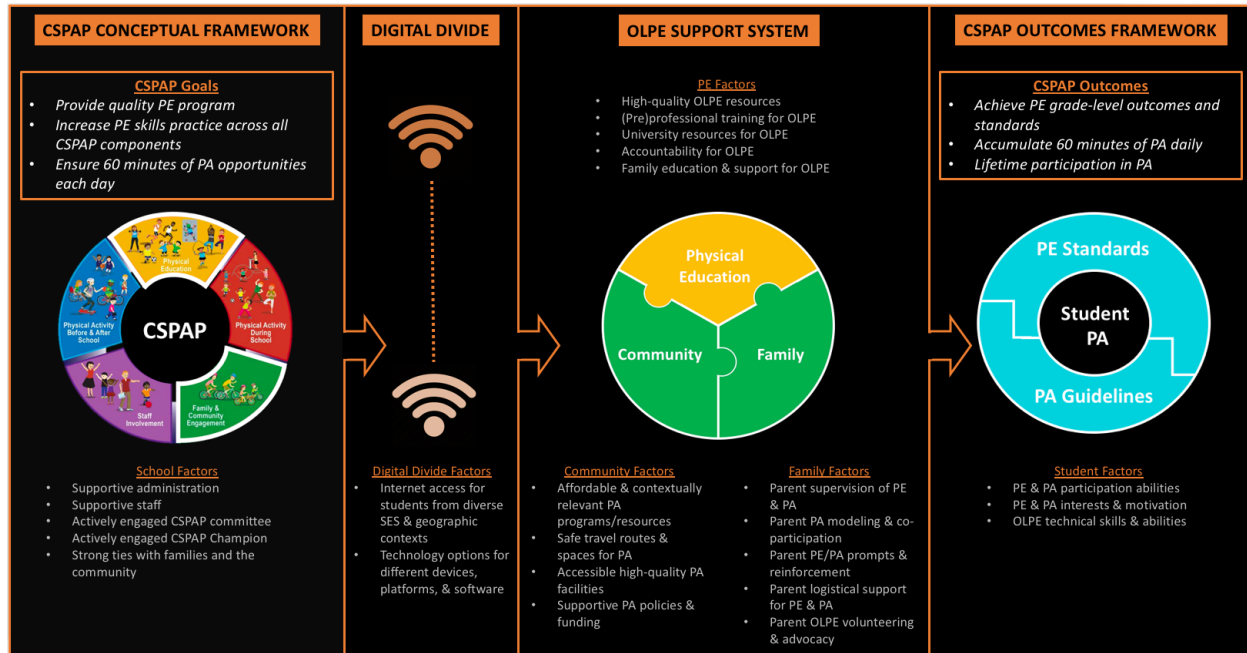 CSPAP CONCEPTUAL FRAMEWORK
CSPAP Goals
• Provide quality PE program
• Increase PE skills practice across all
CSPAP components
• Ensure 60 minutes of PA opportunities
each day
Physical Education
Physical Activity
Before & After
School
Physical Activity
During
School
CSPAP
Staff
Involvement
Family &
Community
Engagement
School Factors
• Supportive administration
• Supportive staff
• Actively engaged CSPAP committee
• Actively engaged CSPAP Champion
• Strong ties with families and the
community
DIGITAL DIVIDE
Digital Divide Factors
• Internet access for
students from diverse
SES & geographic
contexts
• Technology options for
different devices,
platforms, & software
OLPE SUPPORT SYSTEM
PE Factors
• High-quality OLPE resources
• (Pre)professional training for OLPE
• University resources for OLPE
• Accountability for OLPE
• Family education & support for OLPE
Physical
Education
Community
Family
Community Factors
• Affordable & contextually
relevant PA
programs/resources
• Safe travel routes &
spaces for PA
• Accessible high-quality PA
facilities
• Supportive PA policies &
funding
Family Factors
• Parent supervision of PE
& PA
• Parent PA modeling & co-
participation
• Parent PE/PA prompts &
reinforcement
• Parent logistical support
for PE & PA
• Parent OLPE volunteering
& advocacy
CSPAP OUTCOMES FRAMEWORK
CSPAP Outcomes
• Achieve PE grade-level outcomes and
standards
• Accumulate 60 minutes of PA daily
• Lifetime participation in PA
PE Standards
Student
PA
PA Guidelines
Student Factors
• PE & PA participation abilities
• PE & PA interests & motivation
• OLPE technical skills & abilities